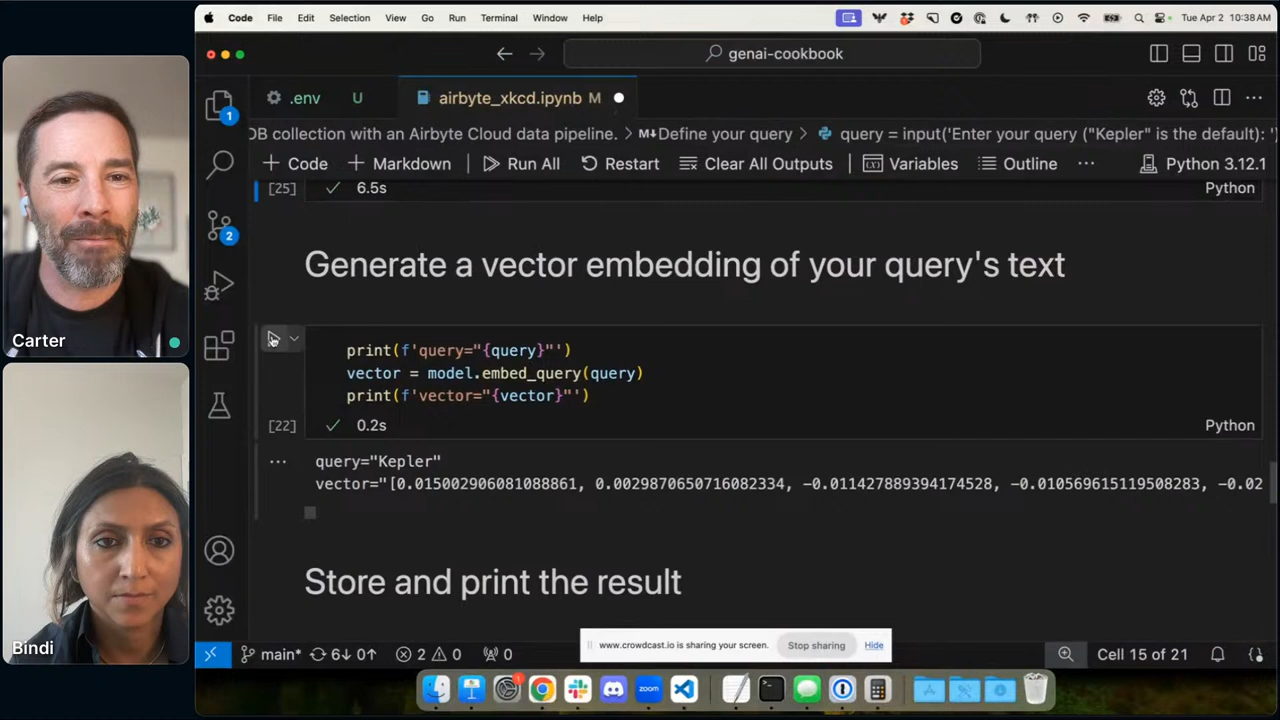 Code File Edit Selection View Go Run Terminal Window Help Tue Apr 2 10:38 AM
genai-cookbook
.env U airbyte_xkcd.ipynb M
DB collection with an Airbyte Cloud data pipeline. > M↓Define your query > query = input('Enter your query ("Kepler" is the default): '
+ Code + Markdown Run All Restart Clear All Outputs Variables Outline ... Python 3.12.1
[25] 6.5s Python
1
2
Generate a vector embedding of your query's text
print(f'query="{query}"')
vector = model.embed_query(query)
print(f'vector="{vector}"')
[22] 0.2s Python
... query="Kepler"
vector="[0.015002906081088861, 0.0029870650716082334, -0.011427889394174528, -0.010569615119508283, -0.02
Store and print the result
Carter
Bindi
www.crowdcast.io is sharing your screen. Stop sharing Hide
main* 6↓ 0↑ 2 0 0 Cell 15 of 21
zoom